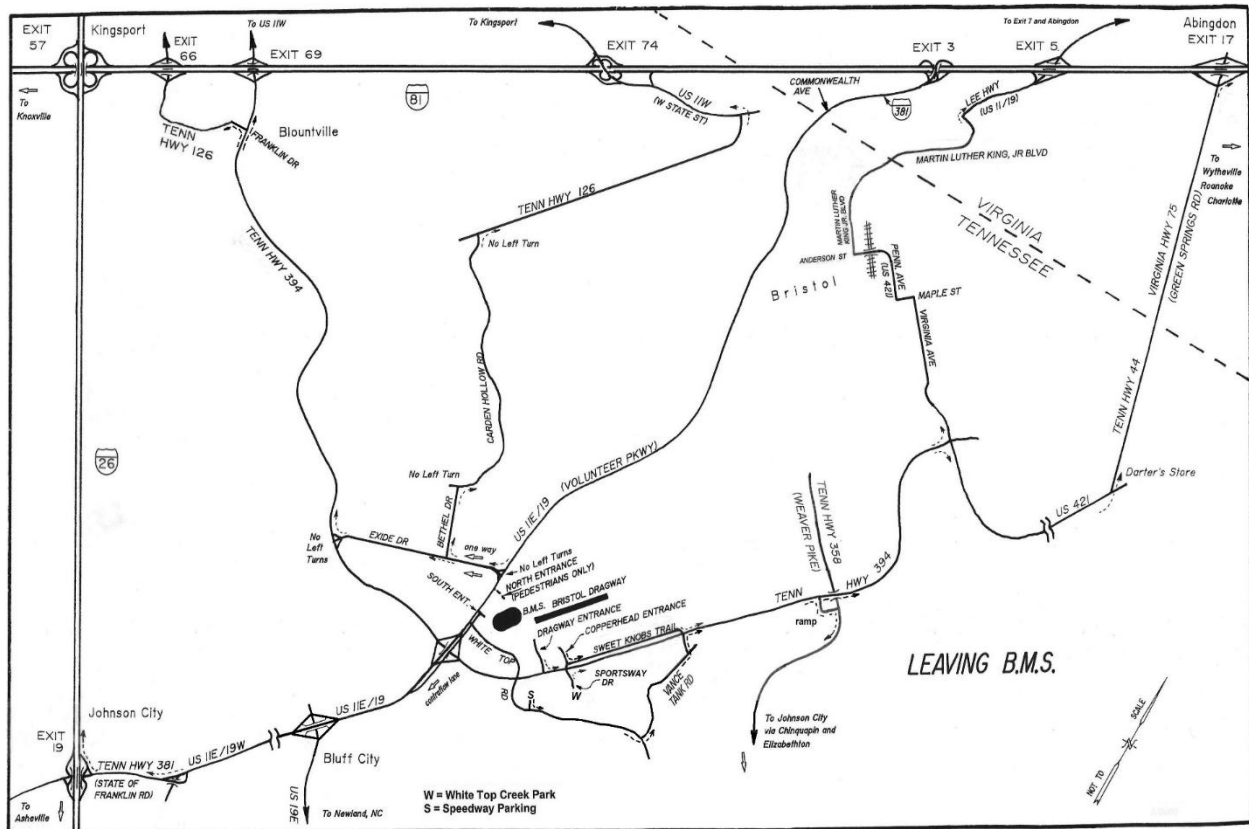 EXIT
57
Kingsport
EXIT
66
To US 11W
EXIT 69
To Kingsport
EXIT 74
EXIT 3
EXIT 5
To Exit 7 and Abingdon
Abingdon
EXIT 17
To
Knoxville
81
TENN
HWY 126
FRANKLIN DR
Blountville
US 11W
(W STATE ST)
COMMONWEALTH
AVE
381
LEE HWY
(US 11/19)
MARTIN LUTHER KING, JR BLVD
To
Wytheville
Roanoke
Charlotte
TENN HWY 394
TENN HWY 126
No Left Turn
MARTIN LUTHER
KING JR, BLVD
ANDERSON ST
PENN. AVE
(US 421)
MAPLE ST
VIRGINIA AVE
Bristol
VIRGINIA
TENNESSEE
VIRGINIA HWY 75
(GREEN SPRINGS RD)
TENN HWY 44
CARDEN HOLLOW RD
26
No Left Turn
BETHEL DR
US 11E/19
(VOLUNTEER PKWY)
TENN HWY 358
(WEAVER PIKE)
Darter's Store
US 421
No
Left
Turns
EXIDE DR
one way
No Left Turns
NORTH ENTRANCE
(PEDESTRIANS ONLY)
SOUTH ENT.
B.M.S.
BRISTOL DRAGWAY
DRAGWAY ENTRANCE
COPPERHEAD ENTRANCE
SWEET KNOBS TRAIL
TENN
HWY 394
ramp
WHITE TOP
RD
SPORTSWAY
DR
W
S
VANCE
TANK RD
contraflow lane
LEAVING B.M.S.
To Johnson City
via Chinquapin and
Elizabethton
Johnson City
EXIT
19
US 11E/19
US 11E/19W
TENN HWY 381
(STATE OF
FRANKLIN RD)
Bluff City
US 19E
To Newland, NC
To
Asheville
W = White Top Creek Park
S = Speedway Parking
NOT TO
SCALE